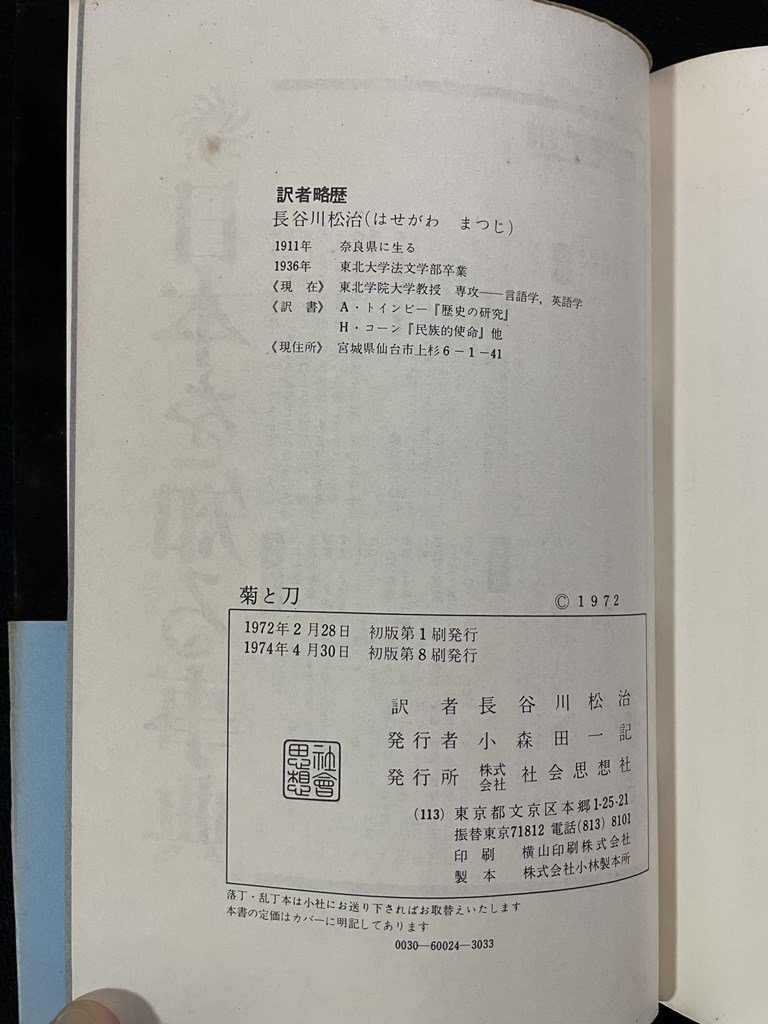 訳者略歴
長谷川松治(はせがわ　まつじ)
1911年　奈良県に生る
1936年　東北大学法文学部卒業
《現　在》　東北学院大学教授　専攻――言語学，英語学
《訳　書》　A・トインビー『歴史の研究』
H・コーン『民族的使命』他
《現住所》　宮城県仙台市上杉6－1－41
菊と刀
© 1972
1972年2月28日　初版第1刷発行
1974年4月30日　初版第8刷発行
訳　者　長谷川松治
発行者　小森田一記
発行所　株式会社　社会思想社
社會思想
(113)　東京都文京区本郷1-25-21
振替東京71812　電話(813) 8101
印　刷　横山印刷株式会社
製　本　株式会社小林製本所
落丁・乱丁本は小社にお送り下さればお取替えいたします
本書の定価はカバーに明記してあります
0030―60024―3033